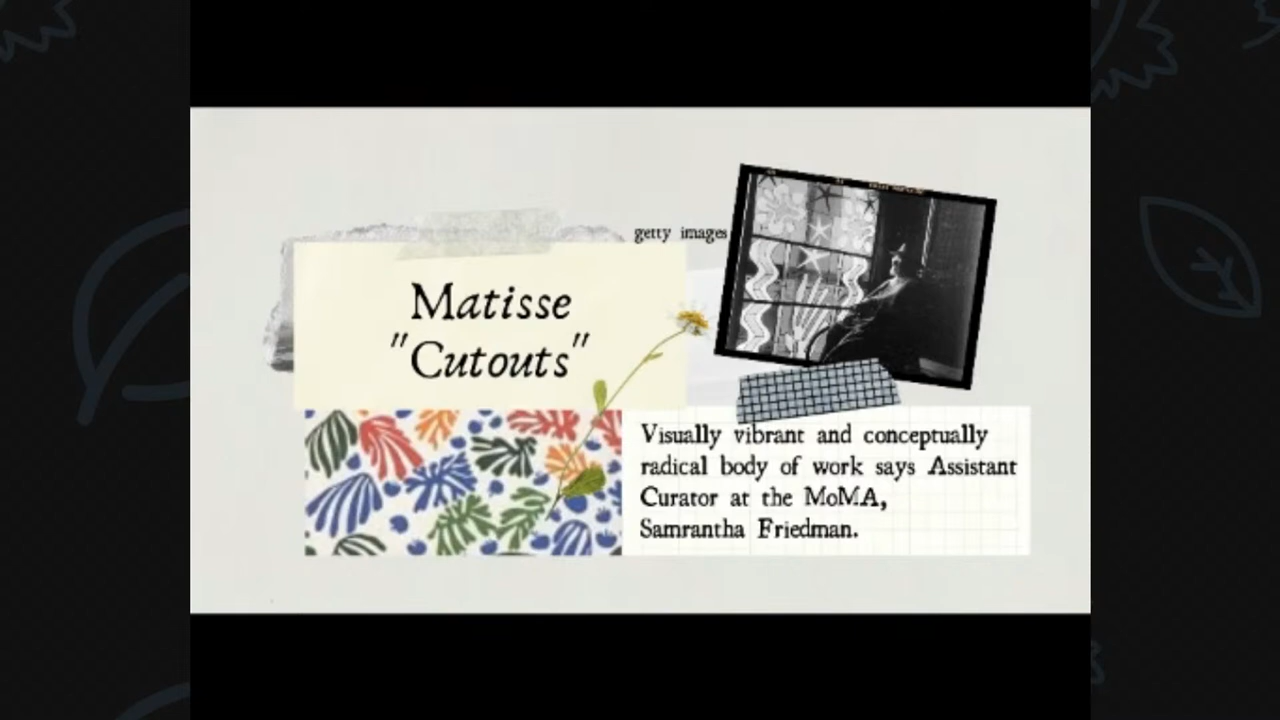 getty images
Matisse
"Cutouts"
Visually vibrant and conceptually
radical body of work says Assistant
Curator at the MoMA,
Samrantha Friedman.